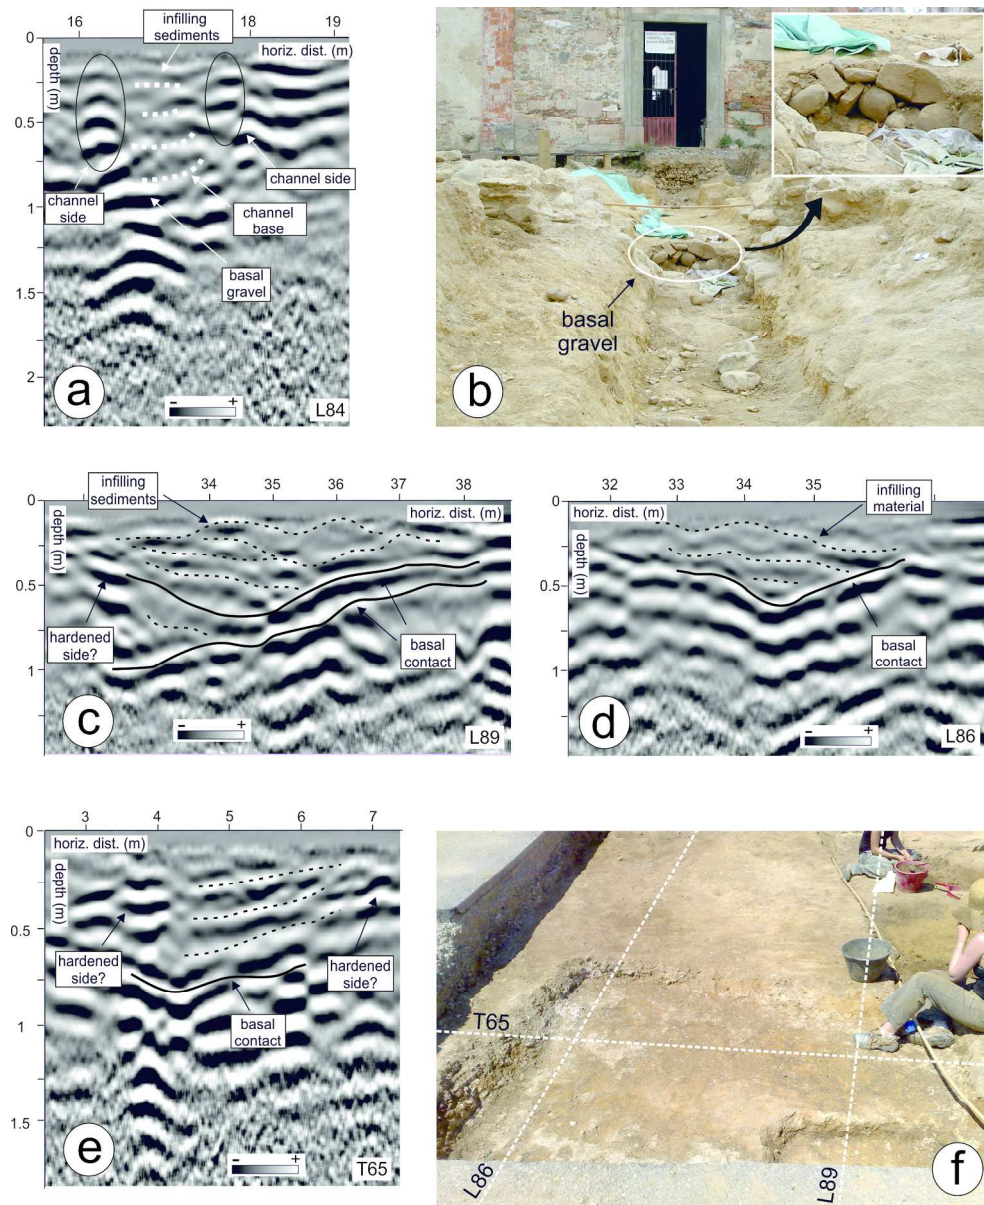 16
18
19
infilling
sediments
0
horiz. dist. (m)
depth (m)
0.5
channel
side
channel side
channel
base
1
basal
gravel
1.5
2
- +
a
L84
basal
gravel
b
34
35
36
37
38
infilling
sediments
0
horiz. dist. (m)
depth (m)
0.5
hardened
side?
basal
contact
1
- +
c
L89
32
33
34
35
0
horiz. dist. (m)
infilling
material
depth (m)
0.5
basal
contact
1
- +
d
L86
3
4
5
6
7
0
horiz. dist. (m)
depth (m)
0.5
hardened
side?
hardened
side?
basal
contact
1
1.5
- +
e
T65
T65
L86
L89
f